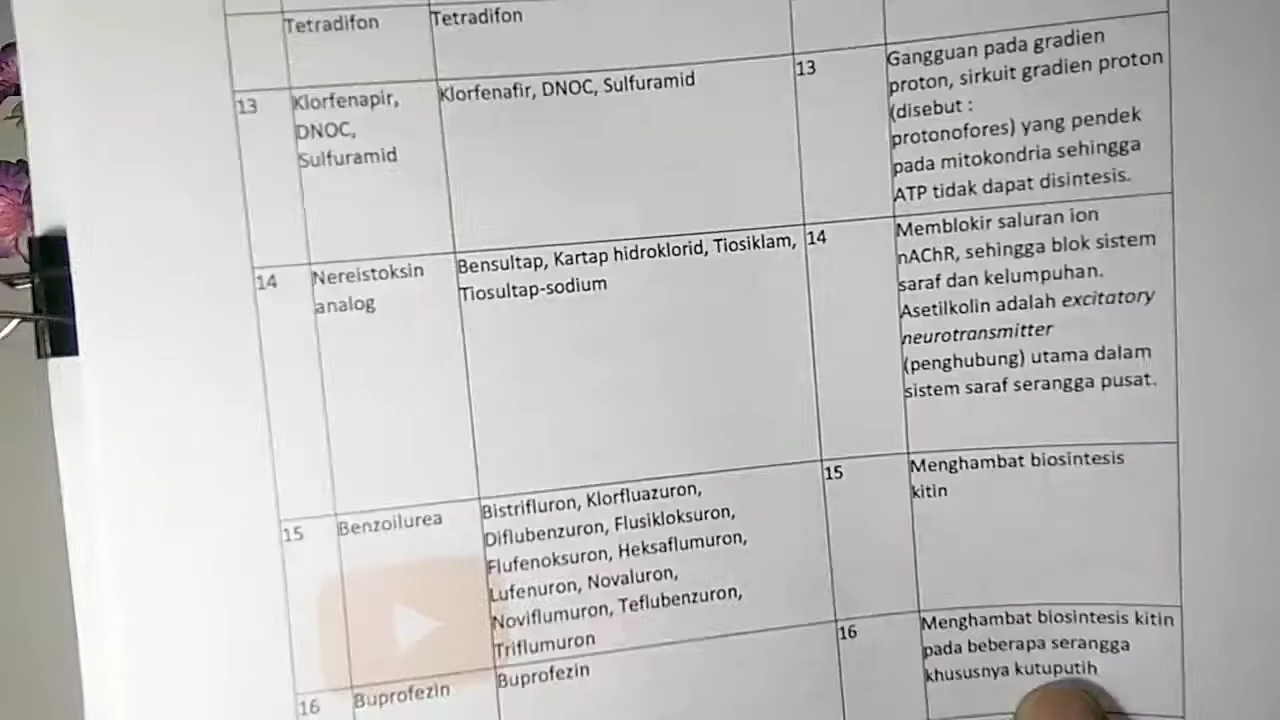 Tetradifon
Tetradifon
13
Klorfenapir,
DNOC,
Sulfuramid
Klorfenafir, DNOC, Sulfuramid
13
Gangguan pada gradien
proton, sirkuit gradien proton
(disebut :
protonofores) yang pendek
pada mitokondria sehingga
ATP tidak dapat disintesis.
14
Nereistoksin
analog
Bensultap, Kartap hidroklorid, Tiosiklam,
Tiosultap-sodium
14
Memblokir saluran ion
nAChR, sehingga blok sistem
saraf dan kelumpuhan.
Asetilkolin adalah excitatory
neurotransmitter
(penghubung) utama dalam
sistem saraf serangga pusat.
15
Benzoilurea
Bistrifluron, Klorfluazuron,
Diflubenzuron, Flusikloksuron,
Flufenoksuron, Heksaflumuron,
Lufenuron, Novaluron,
Noviflumuron, Teflubenzuron,
Triflumuron
15
Menghambat biosintesis
kitin
16
Buprofezin
Buprofezin
16
Menghambat biosintesis kitin
pada beberapa serangga
khususnya kutuputih